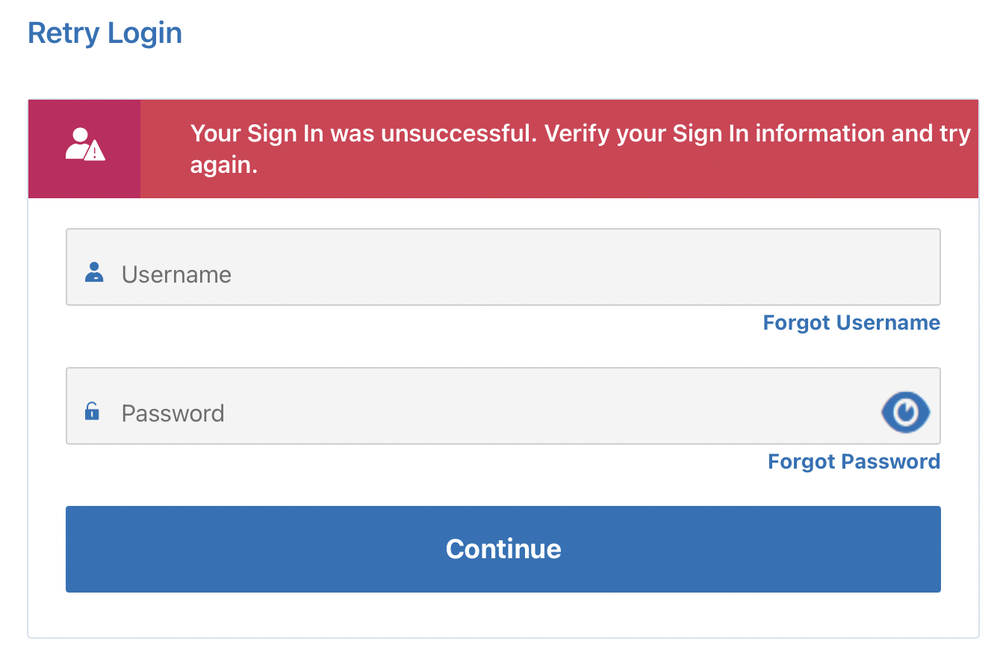 Retry Login
Your Sign In was unsuccessful. Verify your Sign In information and try
again.
Username
Forgot Username
Password
Forgot Password
Continue